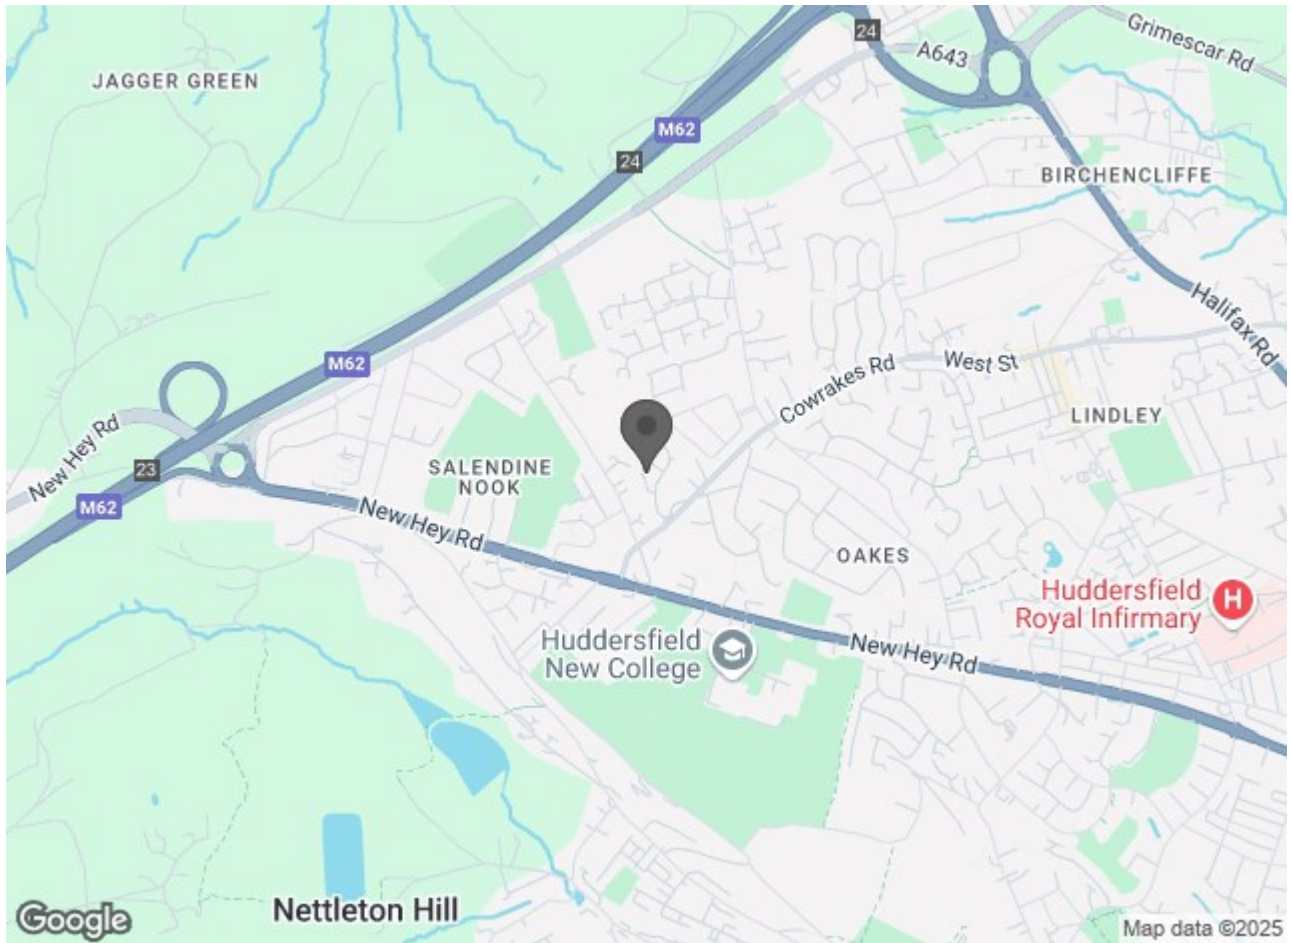 24
A643
Grimescar Rd
JAGGER GREEN
M62
24
BIRCHENCLIFFE
Halifax Rd
M62
Cowrakes Rd
West St
New Hey Rd
LINDLEY
23
SALENDINE
NOOK
M62
New Hey Rd
OAKES
Huddersfield
Royal Infirmary
H
Huddersfield
New College
New Hey Rd
Nettleton Hill
Google
Map data ©2025